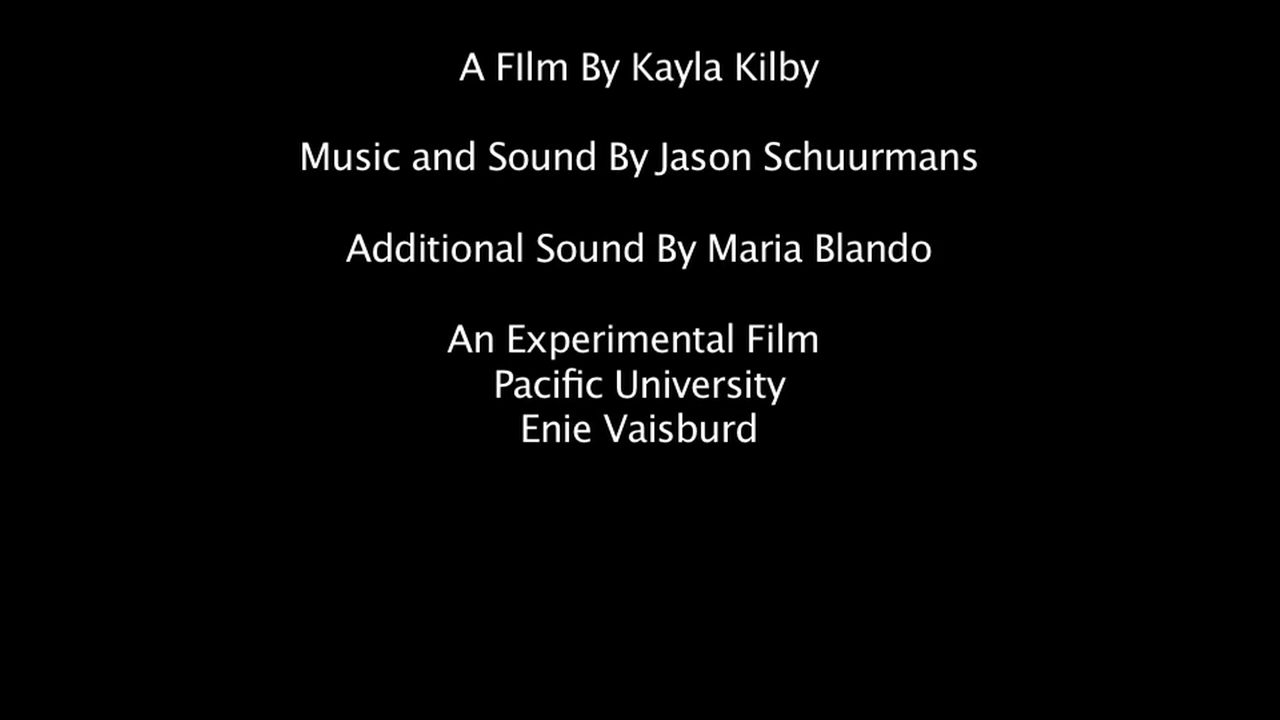 A FIlm By Kayla Kilby
Music and Sound By Jason Schuurmans
Additional Sound By Maria Blando
An Experimental Film
Pacific University
Enie Vaisburd